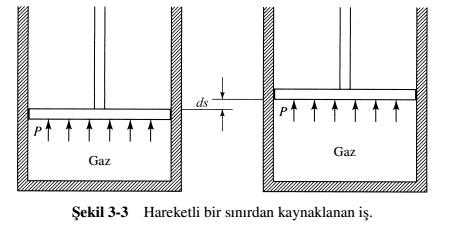 ds
P
P
Gaz
Gaz
Şekil 3-3 Hareketli bir sınırdan kaynaklanan iş.